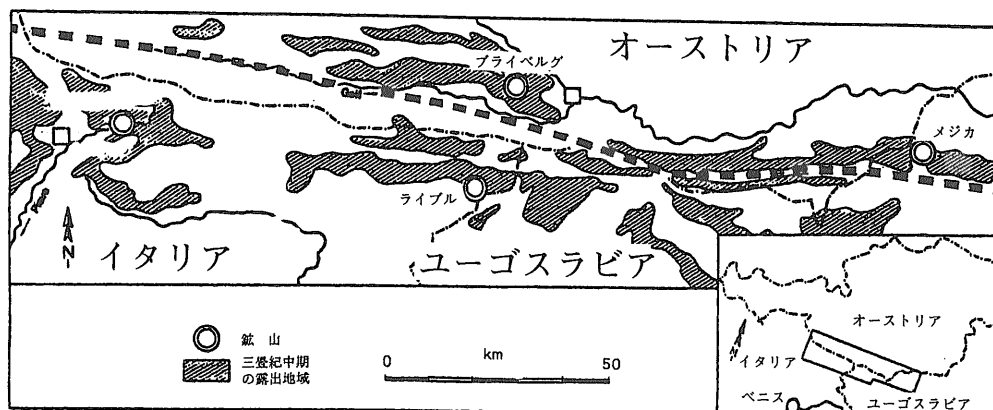 オーストリア
ブライベルグ
Gail
メジカ
ライブル
N
イタリア
ユーゴスラビア
鉱 山
三畳紀中期
の露出地域
0 km 50
オーストリア
イタリア
N
ベニス
ユーゴスラビア